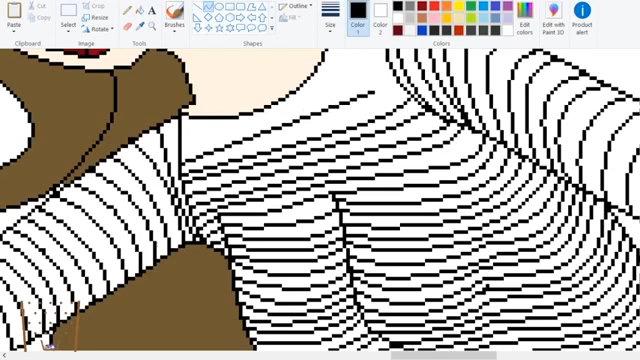 Paste
Cut
Copy
Clipboard
Select
Crop
Resize
Rotate
Image
Tools
Brushes
Outline
Fill
Shapes
Size
Color 1
Color 2
Colors
Edit colors
Edit with Paint 3D
Product alert